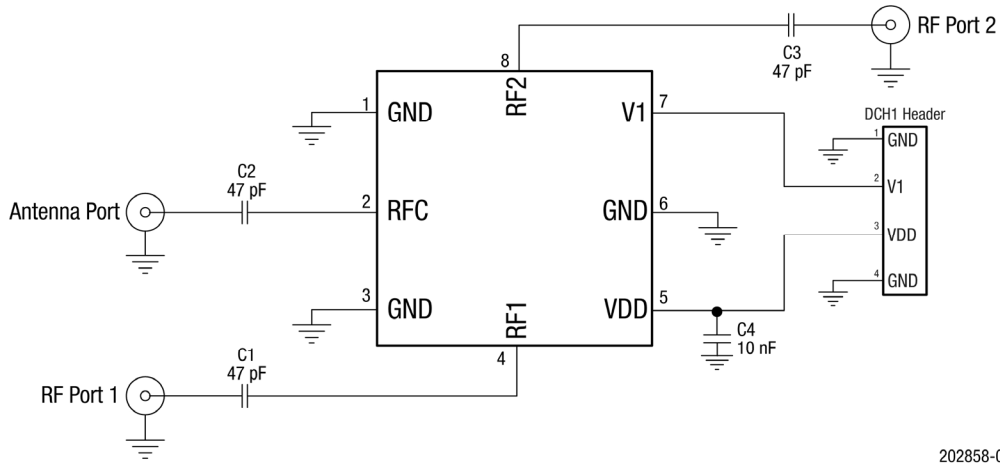 RF Port 2
C3
47 pF
8
RF2
1
GND
V1
7
DCH1 Header
1
GND
C2
47 pF
2
V1
Antenna Port
2
RFC
GND
6
3
VDD
3
GND
RF1
VDD
5
4
GND
C4
10 nF
4
C1
47 pF
RF Port 1